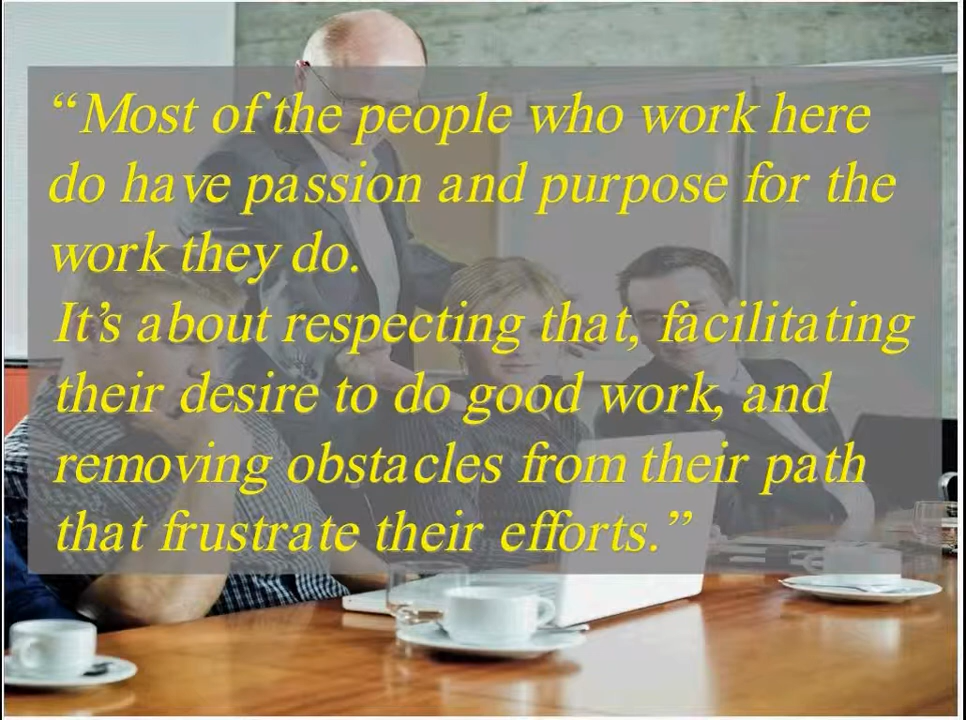 “Most of the people who work here
do have passion and purpose for the
work they do.
It’s about respecting that, facilitating
their desire to do good work, and
removing obstacles from their path
that frustrate their efforts.”